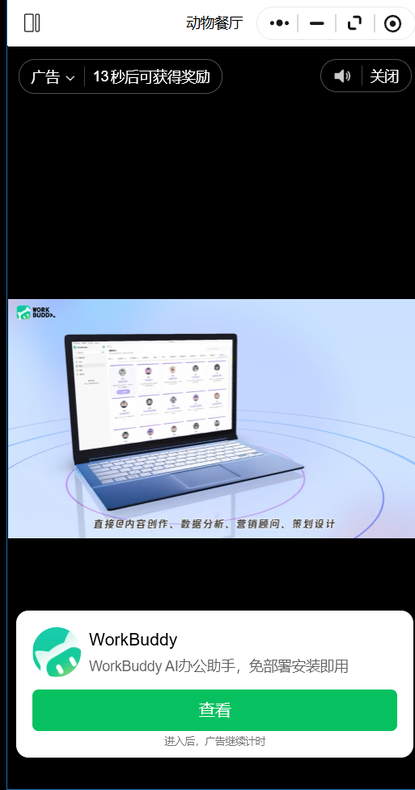 动物餐厅
广告 13秒后可获得奖励 关闭
WORK
BUDDY
直接@内容创作、数据分析、营销顾问、策划设计
WorkBuddy
WorkBuddy AI办公助手，免部署安装即用
查看
进入后，广告继续计时